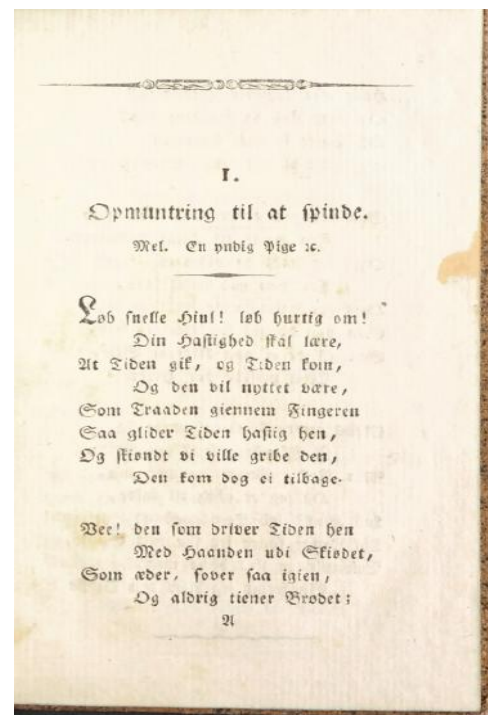 I.
Opmuntring til at spinde.
Mel. En yndig Pige ꝛc.
Løb snelle Hiul! løb hurtig om!
Din Hastighed skal lære,
At Tiden gik, og Tiden kom,
Og den vil nyttet være,
Som Traaden giennem Fingeren
Saa glider Tiden hastig hen,
Og skiøndt vi ville gribe den,
Den kom dog ei tilbage.
Vee! den som driver Tiden hen
Med Haanden udi Skiødet,
Som æder, sover saa igien,
Og aldrig tiener Brødet;
A